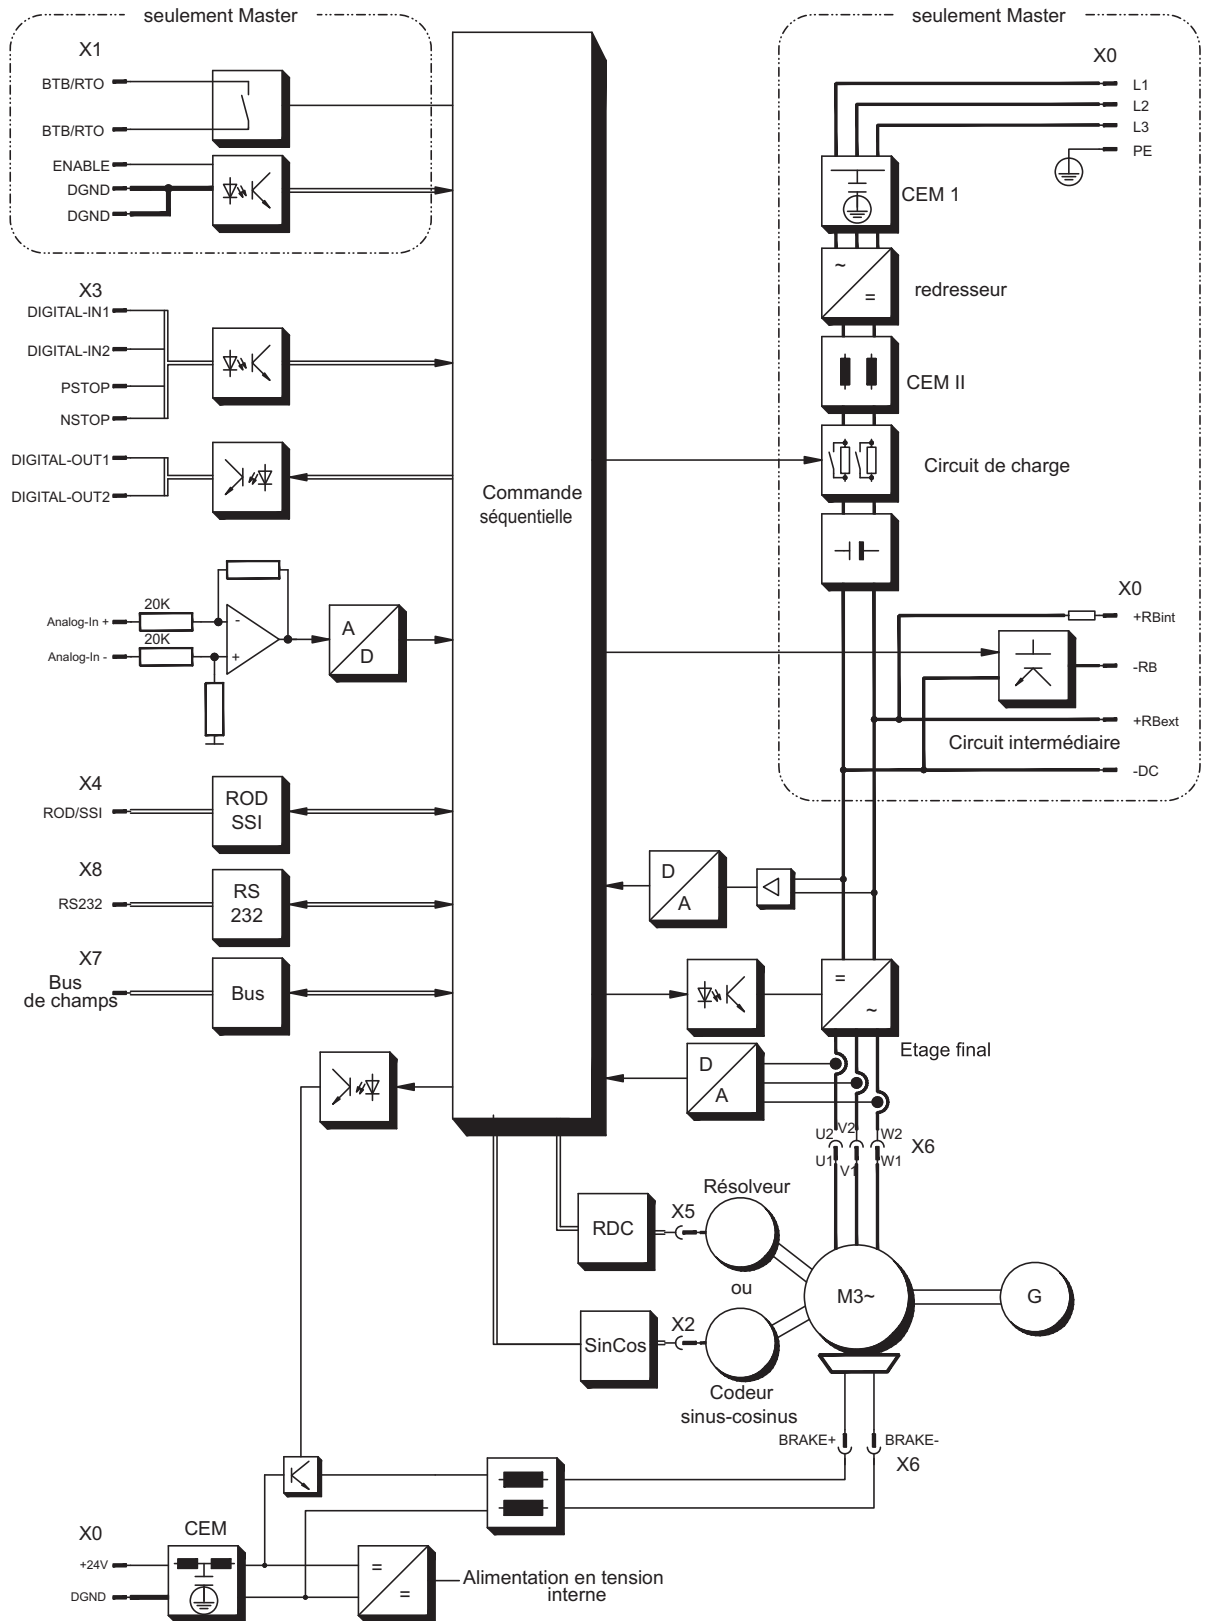 seulement Master
X1
BTB/RTO
BTB/RTO
ENABLE
DGND
DGND
X3
DIGITAL-IN1
DIGITAL-IN2
PSTOP
NSTOP
DIGITAL-OUT1
DIGITAL-OUT2
20K
Analog-In +
20K
Analog-In -
-
+
A
D
X4
ROD/SSI
ROD
SSI
X8
RS232
RS
232
X7
Bus
de champs
Bus
Commande
séquentielle
seulement Master
X0
L1
L2
L3
PE
CEM 1
~
=
redresseur
CEM II
Circuit de charge
X0
+RBint
-RB
+RBext
Circuit intermédiaire
-DC
D
A
=
~
Etage final
D
A
U2
V2
W2
X6
U1
V1
W1
Résolveur
X5
RDC
ou
M3~
G
X2
SinCos
Codeur
sinus-cosinus
BRAKE+
BRAKE-
X6
X0
CEM
+24V
DGND
=
=
Alimentation en tension
interne